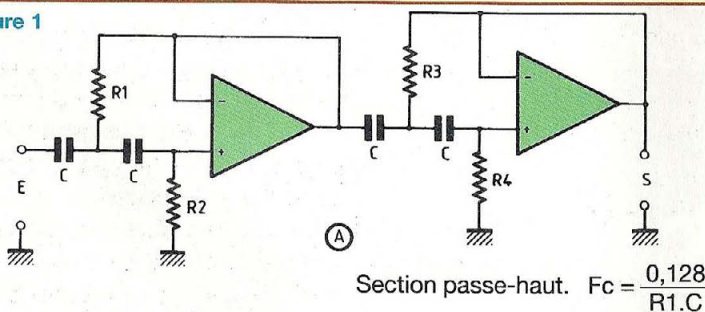 ure 1
R1
R3
−
−
+
+
C
C
C
C
R2
R4
E
S
A
Section passe-haut. Fc = 0,128
R1.C